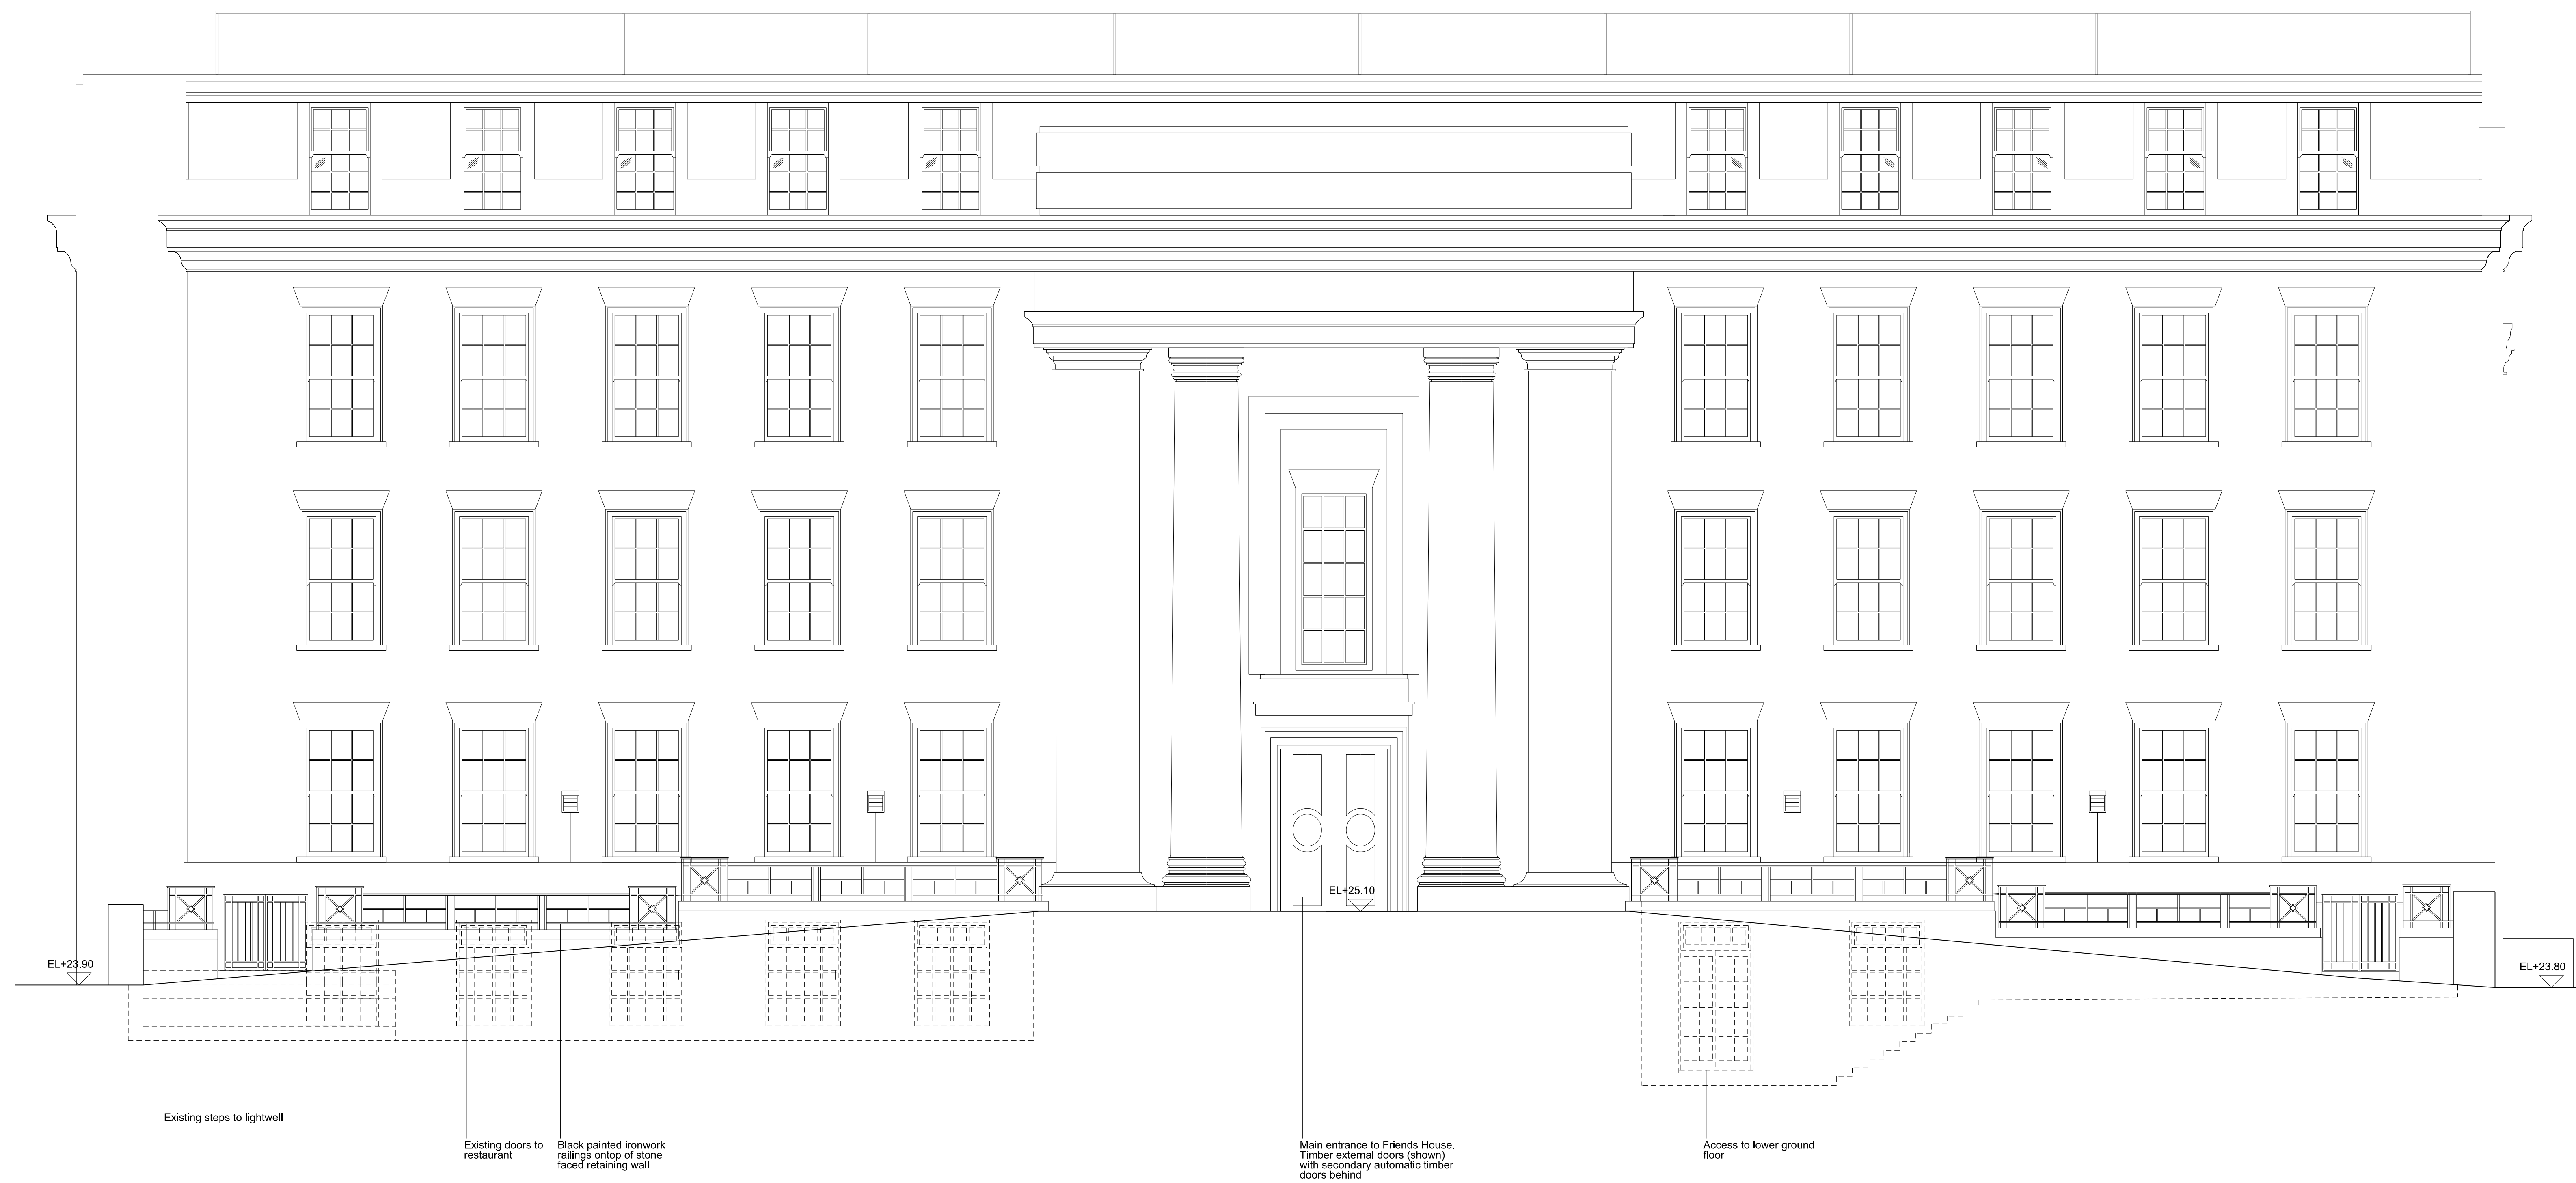 EL+25.10
EL+23.90
EL+23.80
Existing steps to lightwell
Existing doors to
restaurant
Black painted ironwork
railings ontop of stone
faced retaining wall
Main entrance to Friends House.
Timber external doors (shown)
with secondary automatic timber
doors behind
Access to lower ground
floor